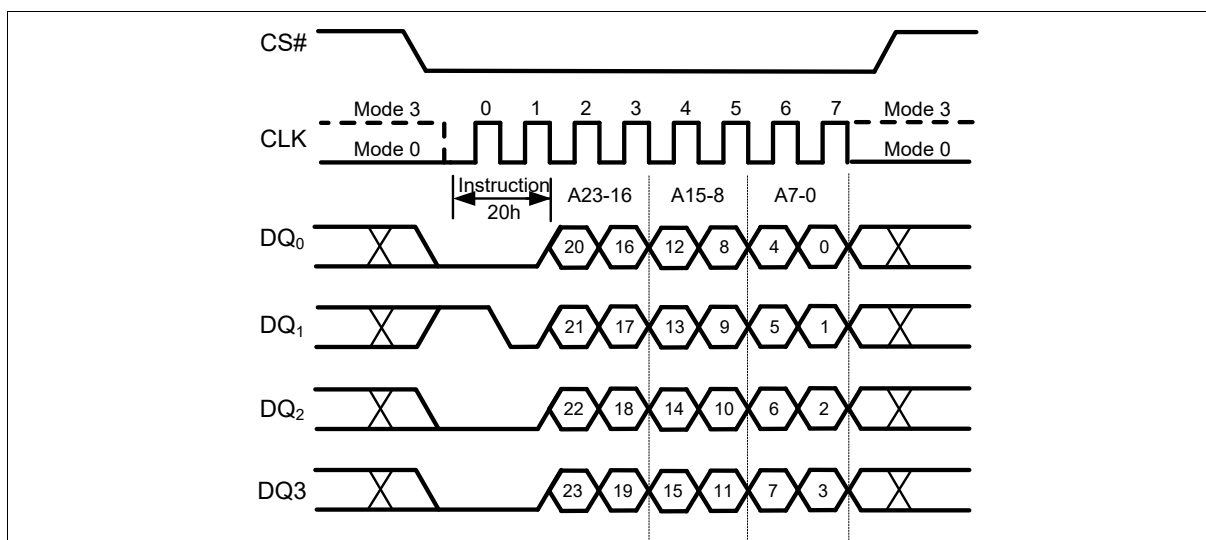 CS#
Mode 3 0 1 2 3 4 5 6 7 Mode 3
CLK
Mode 0 Mode 0
Instruction A23-16 A15-8 A7-0
20h
DQ0 20 16 12 8 4 0
DQ1 21 17 13 9 5 1
DQ2 22 18 14 10 6 2
DQ3 23 19 15 11 7 3